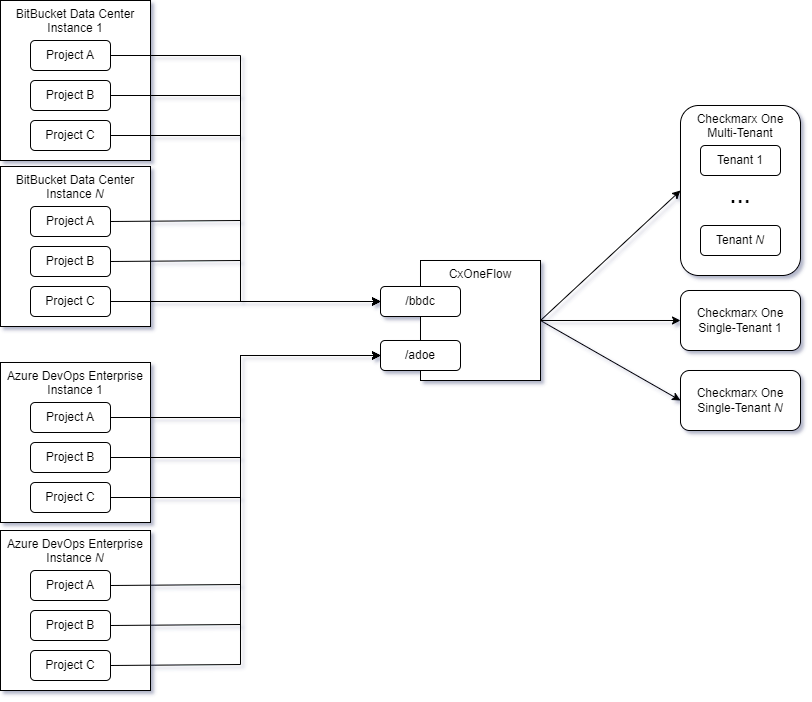 BitBucket Data Center
Instance 1
Project A
Project B
Project C
BitBucket Data Center
Instance N
Project A
Project B
Project C
Azure DevOps Enterprise
Instance 1
Project A
Project B
Project C
Azure DevOps Enterprise
Instance N
Project A
Project B
Project C
CxOneFlow
/bbdc
/adoe
Checkmarx One
Multi-Tenant
Tenant 1
...
Tenant N
Checkmarx One
Single-Tenant 1
Checkmarx One
Single-Tenant N